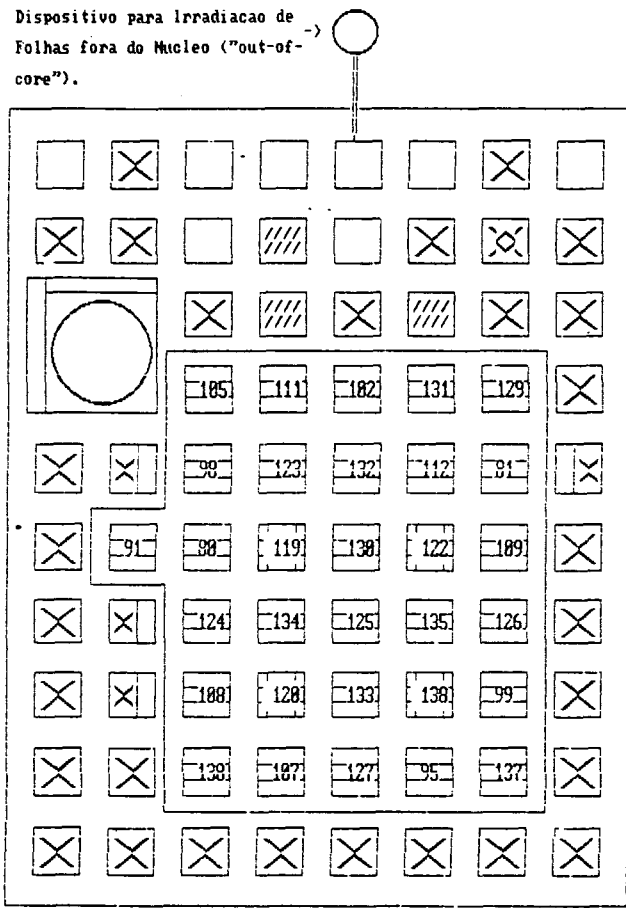 Dispositivo para Irradiacao de
Folhas fora do Nucleo ("out-of-
core").
->
105 111 102 131 129
98 123 132 112 81
91 90 119 130 122 109
124 134 125 135 126
108 120 133 138 99
107 127 95 137